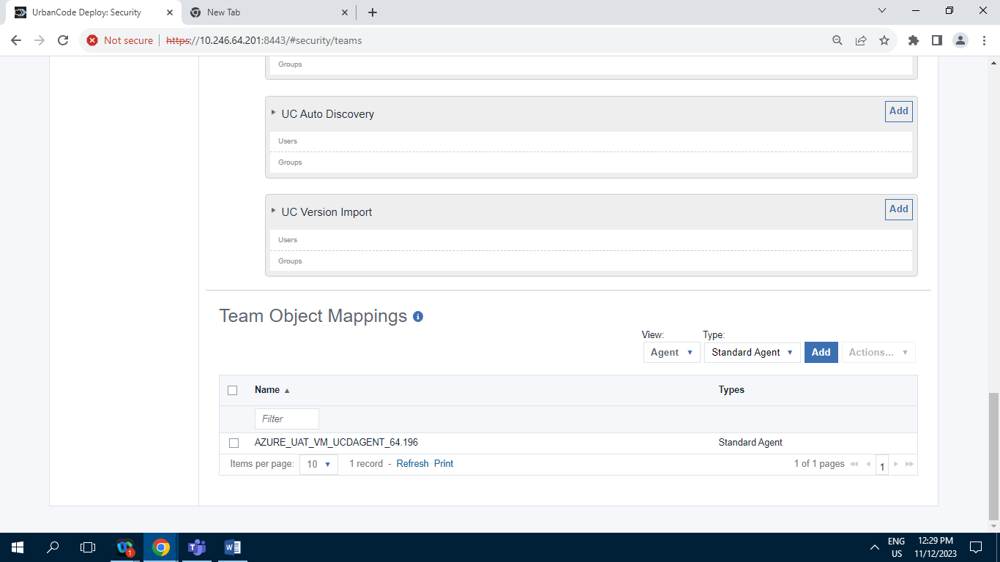 UrbanCode Deploy: Security
New Tab
Not secure https://10.246.64.201:8443/#security/teams
Groups
UC Auto Discovery
Add
Users
Groups
UC Version Import
Add
Users
Groups
Team Object Mappings
View: Type:
Agent Standard Agent Add Actions...
Name Types
Filter
AZURE_UAT_VM_UCDAGENT_64.196 Standard Agent
Items per page: 10 1 record - Refresh Print 1 of 1 pages 1
1
ENG 12:29 PM
US 11/12/2023